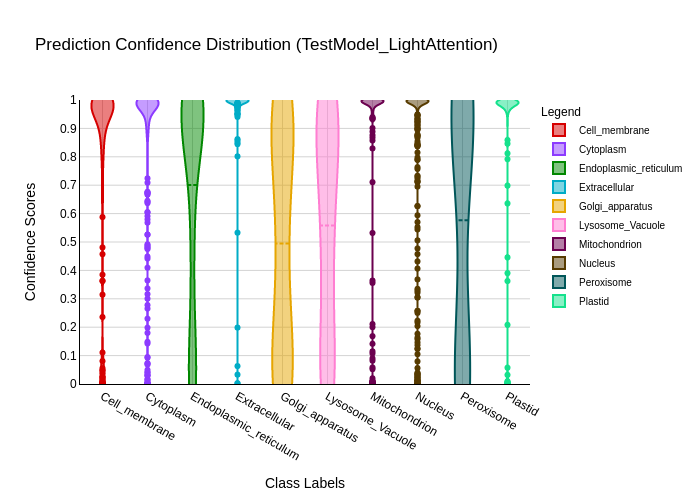 Prediction Confidence Distribution (TestModel_LightAttention)
Legend
Cell_membrane
Cytoplasm
Endoplasmic_reticulum
Extracellular
Golgi_apparatus
Lysosome_Vacuole
Mitochondrion
Nucleus
Peroxisome
Plastid
Confidence Scores
1
0.9
0.8
0.7
0.6
0.5
0.4
0.3
0.2
0.1
0
Cell_membrane
Cytoplasm
Endoplasmic_reticulum
Extracellular
Golgi_apparatus
Lysosome_Vacuole
Mitochondrion
Nucleus
Peroxisome
Plastid
Class Labels